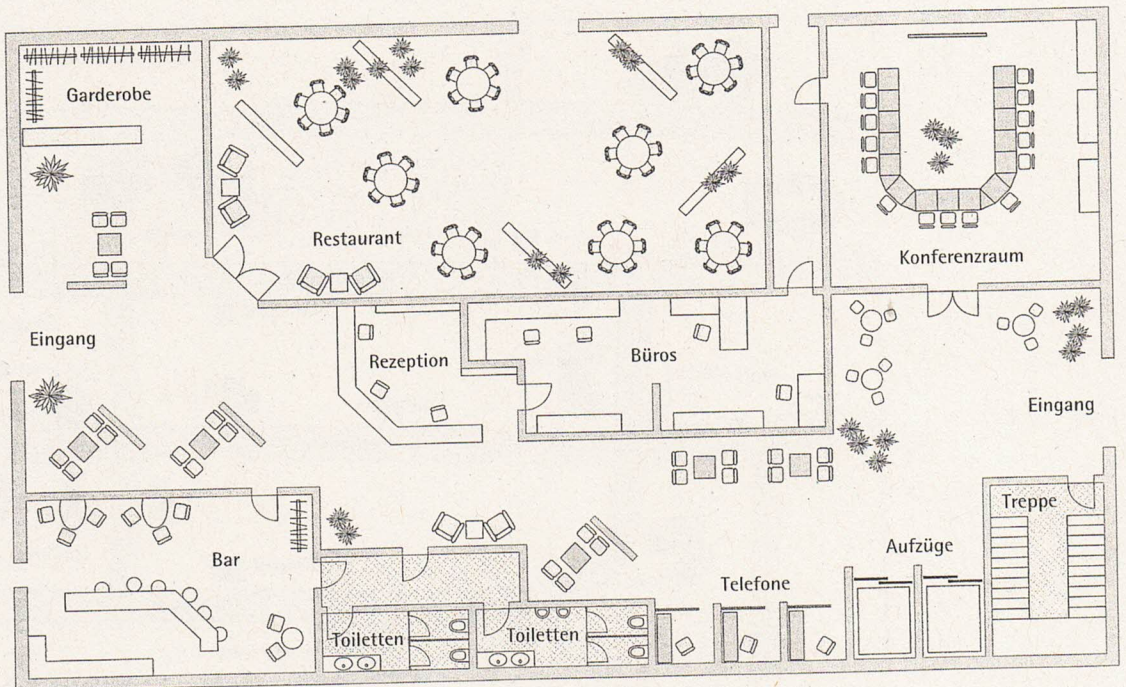 Garderobe
Restaurant
Konferenzraum
Eingang
Rezeption
Büros
Eingang
Treppe
Bar
Aufzüge
Telefone
Toiletten
Toiletten